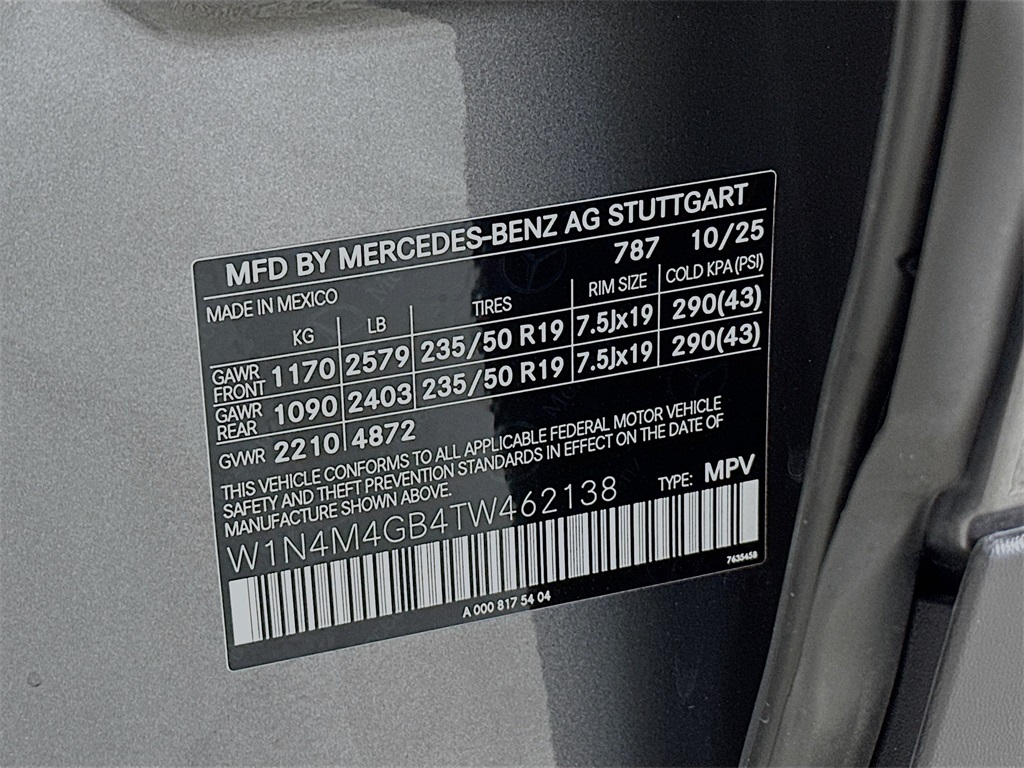 MFD BY MERCEDES-BENZ AG STUTTGART
MADE IN MEXICO 787 10/25
KG LB TIRES RIM SIZE COLD KPA (PSI)
GAWR FRONT 1170 2579 235/50 R19 7.5Jx19 290(43)
GAWR REAR 1090 2403 235/50 R19 7.5Jx19 290(43)
GVWR 2210 4872
THIS VEHICLE CONFORMS TO ALL APPLICABLE FEDERAL MOTOR VEHICLE
SAFETY AND THEFT PREVENTION STANDARDS IN EFFECT ON THE DATE OF
MANUFACTURE SHOWN ABOVE.
W1N4M4GB4TW462138 TYPE: MPV
A 000 817 54 04 7635458